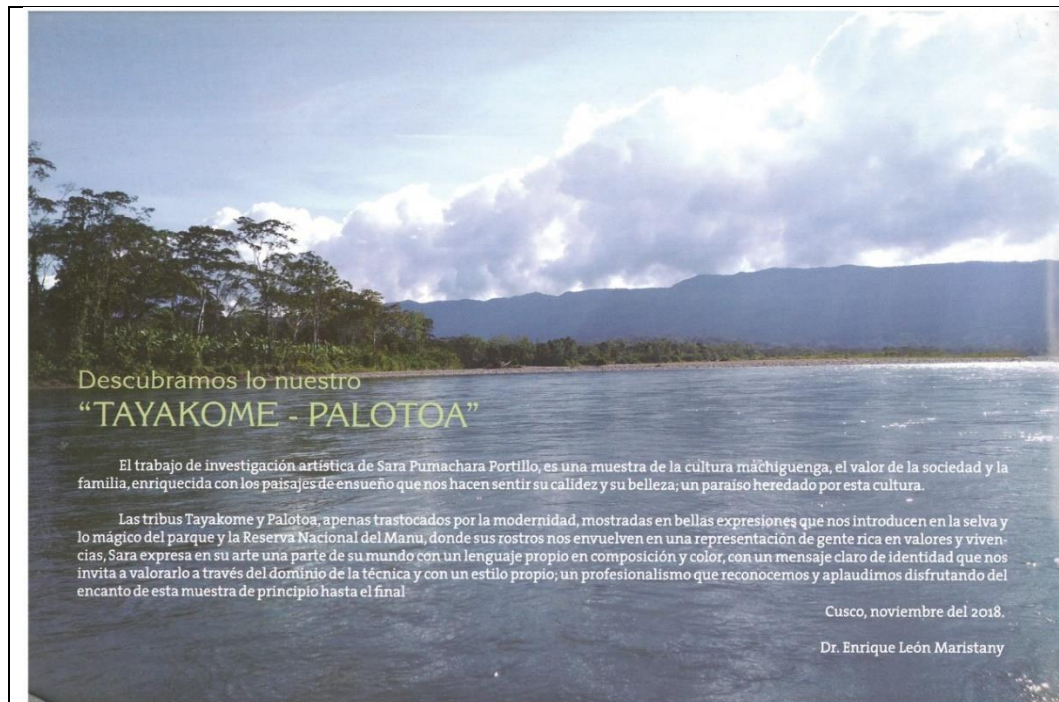 Descubramos lo nuestro
“TAYAKOME - PALOTOA”
El trabajo de investigación artística de Sara Pumachara Portillo, es una muestra de la cultura máchiguenga, el valor de la sociedad y la
familia, enriquecida con los paisajes de ensueño que nos hacen sentir su calidez y su belleza; un paraíso heredado por esta cultura.
Las tribus Tayakome y Palotoa, apenas trastocados por la modernidad, mostradas en bellas expresiones que nos introducen en la selva y
lo mágico del parque y la Reserva Nacional del Manu, donde sus rostros nos envuelven en una representación de gente rica en valores y viven-
cias, Sara expresa en su arte una parte de su mundo con un lenguaje propio en composición y color, con un mensaje claro de identidad que nos
invita a valorarlo a través del dominio de la técnica y con un estilo propio; un profesionalismo que reconocemos y aplaudimos disfrutando del
encanto de esta muestra de principio hasta el final
Cusco, noviembre del 2018.
Dr. Enrique León Maristany